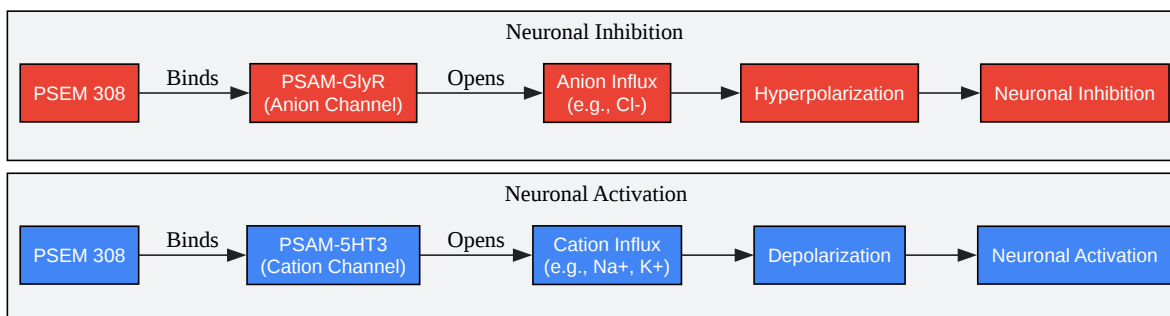 Neuronal Inhibition
PSEM 308
Binds
PSAM-GlyR
(Anion Channel)
Opens
Anion Influx
(e.g., Cl-)
Hyperpolarization
Neuronal Inhibition
Neuronal Activation
PSEM 308
Binds
PSAM-5HT3
(Cation Channel)
Opens
Cation Influx
(e.g., Na+, K+)
Depolarization
Neuronal Activation